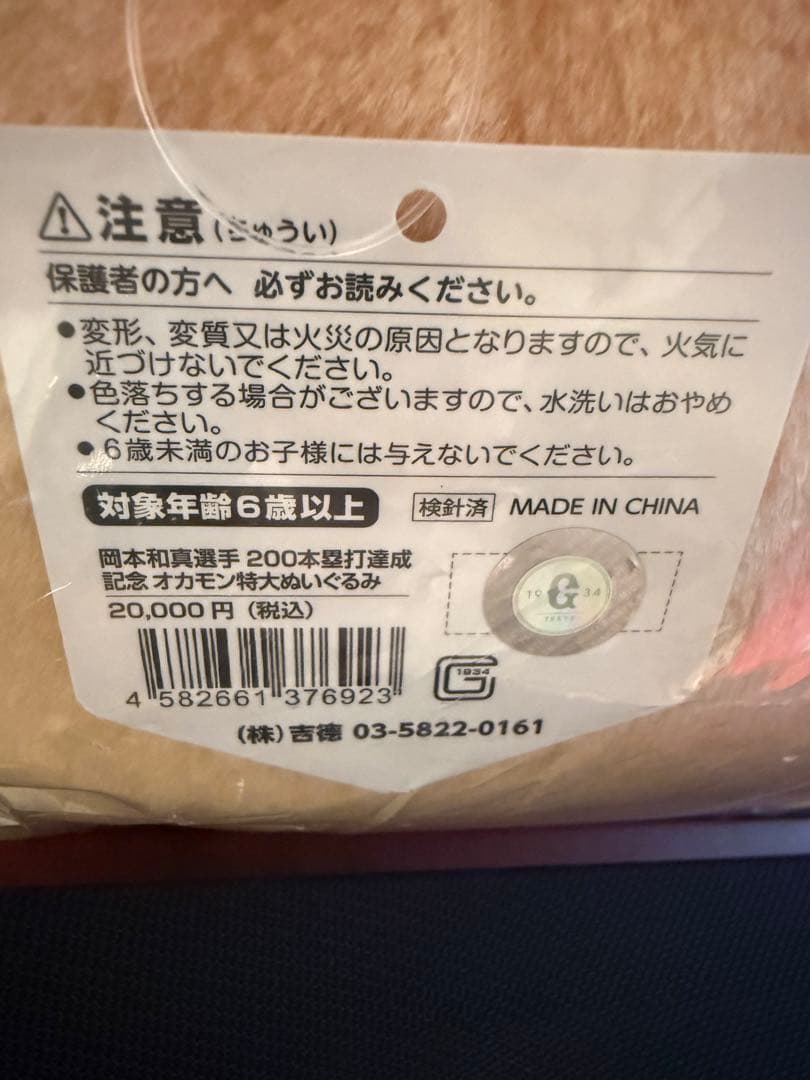 注意(ちゅうい)
保護者の方へ 必ずお読みください。
●変形、変質又は火災の原因となりますので、火気に
近づけないでください。
●色落ちする場合がございますので、水洗いはおやめ
ください。
●6歳未満のお子様には与えないでください。
対象年齢6歳以上 検針済 MADE IN CHINA
岡本和真選手 200本塁打達成
記念 オカモン特大ぬいぐるみ
20,000円(税込)
19 G 34
4 582661 376923
G 1934
(株)吉徳 03-5822-0161